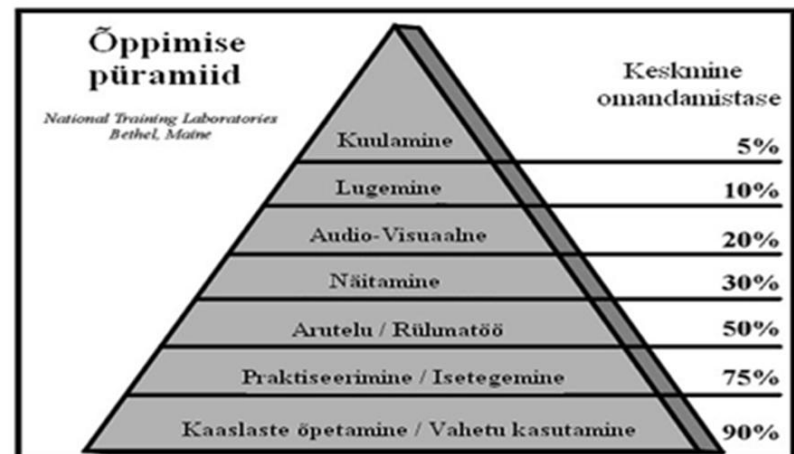 Õppimise
püramiid
National Training Laboratories
Bethel, Maine
Keskmine
omandamistase
Kuulamine 5%
Lugemine 10%
Audio-Visuaalne 20%
Näitamine 30%
Arutelu / Rühmatöö 50%
Praktiseerimine / Isetegemine 75%
Kaaslaste õpetamine / Vahetu kasutamine 90%